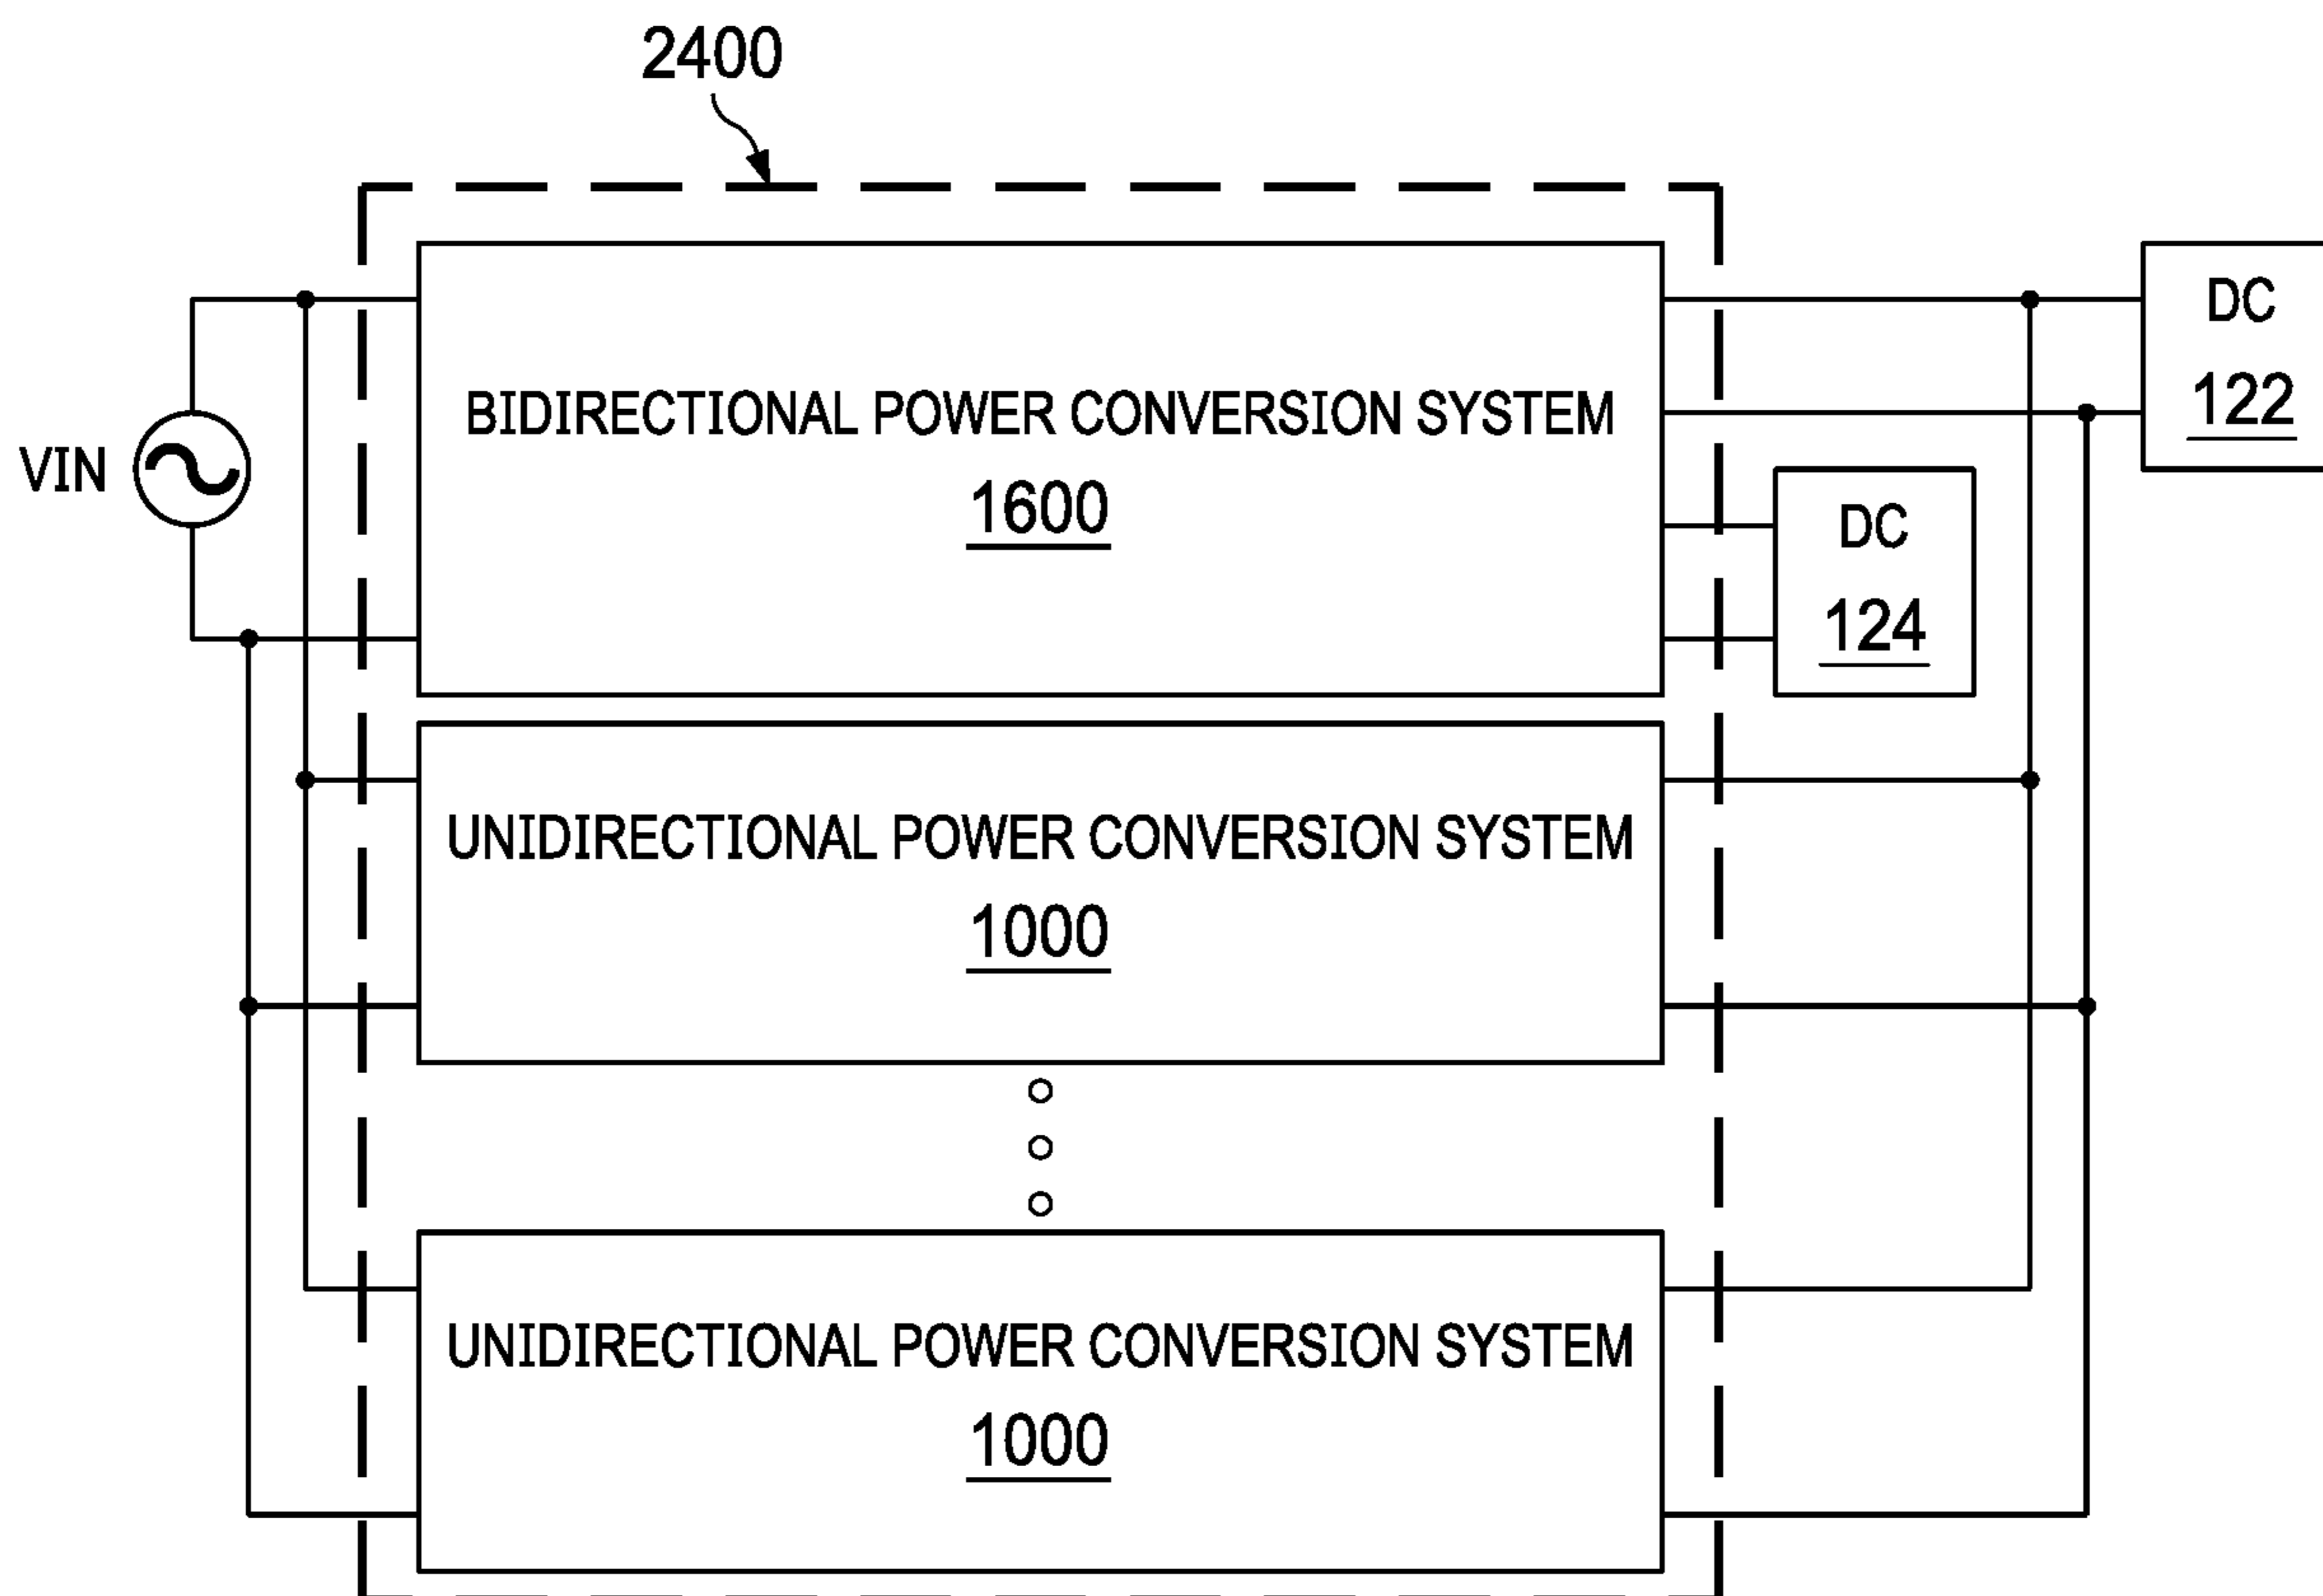 2400
VIN
BIDIRECTIONAL POWER CONVERSION SYSTEM
1600
DC
122
DC
124
UNIDIRECTIONAL POWER CONVERSION SYSTEM
1000
UNIDIRECTIONAL POWER CONVERSION SYSTEM
1000